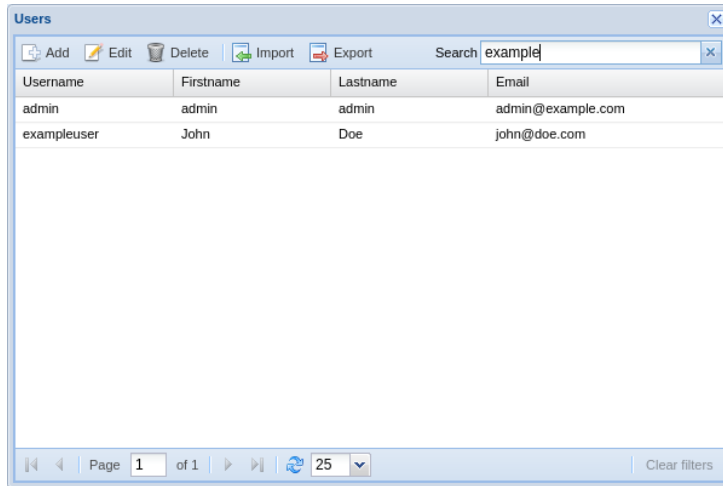 Users
Add Edit Delete Import Export Search example
Username Firstname Lastname Email
admin admin admin admin@example.com
exampleuser John Doe john@doe.com
Page 1 of 1 25 Clear filters